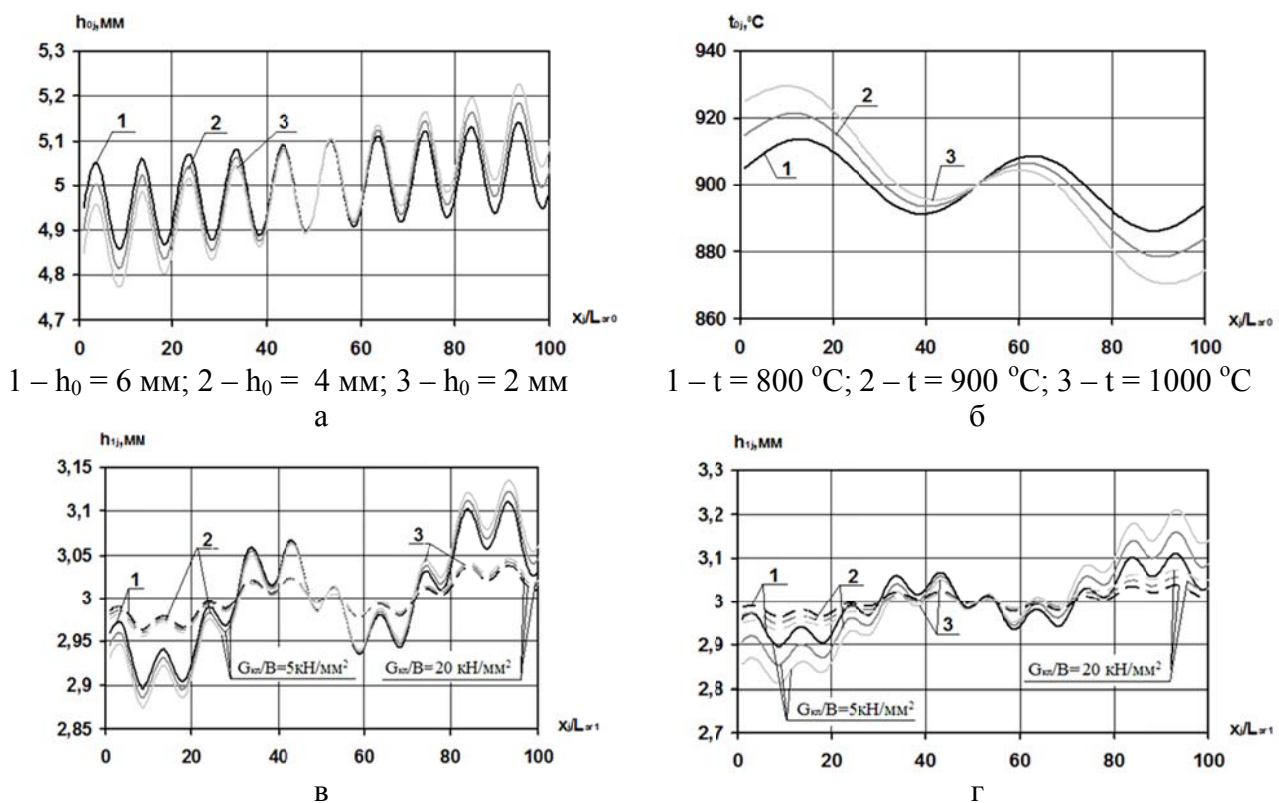 h₀ⱼ,мм
5,3
5,2
5,1
5
4,9
4,8
4,7
1
2
3
0 20 40 60 80 100
xⱼ/Lэг0
1 – h₀ = 6 мм; 2 – h₀ = 4 мм; 3 – h₀ = 2 мм
а
t₀ⱼ,⁰C
940
920
900
880
860
2
3
1
0 20 40 60 80 100
xⱼ/Lэг0
1 – t = 800 °C; 2 – t = 900 °C; 3 – t = 1000 °C
б
h₁ⱼ,мм
3,15
3,1
3,05
3
2,95
2,9
2,85
1
2
3
Gкл/В=5кН/мм²
Gкл/В=20 кН/мм²
0 20 40 60 80 100
xⱼ/Lэг1
в
h₁ⱼ,мм
3,3
3,2
3,1
3
2,9
2,8
2,7
1
2
3
Gкл/В=20 кН/мм²
Gкл/В=5кН/мм²
0 20 40 60 80 100
xⱼ/Lэг1
г